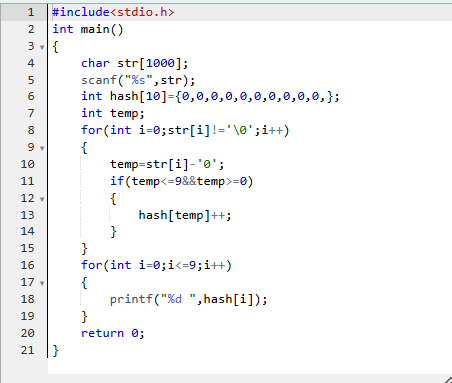 1 #include<stdio.h>
2 int main()
3 {
4 char str[1000];
5 scanf("%s",str);
6 int hash[10]={0,0,0,0,0,0,0,0,0,0,};
7 int temp;
8 for(int i=0;str[i]!='\0';i++)
9 {
10 temp=str[i]-'0';
11 if(temp<=9&&temp>=0)
12 {
13 hash[temp]++;
14 }
15 }
16 for(int i=0;i<=9;i++)
17 {
18 printf("%d ",hash[i]);
19 }
20 return 0;
21 }